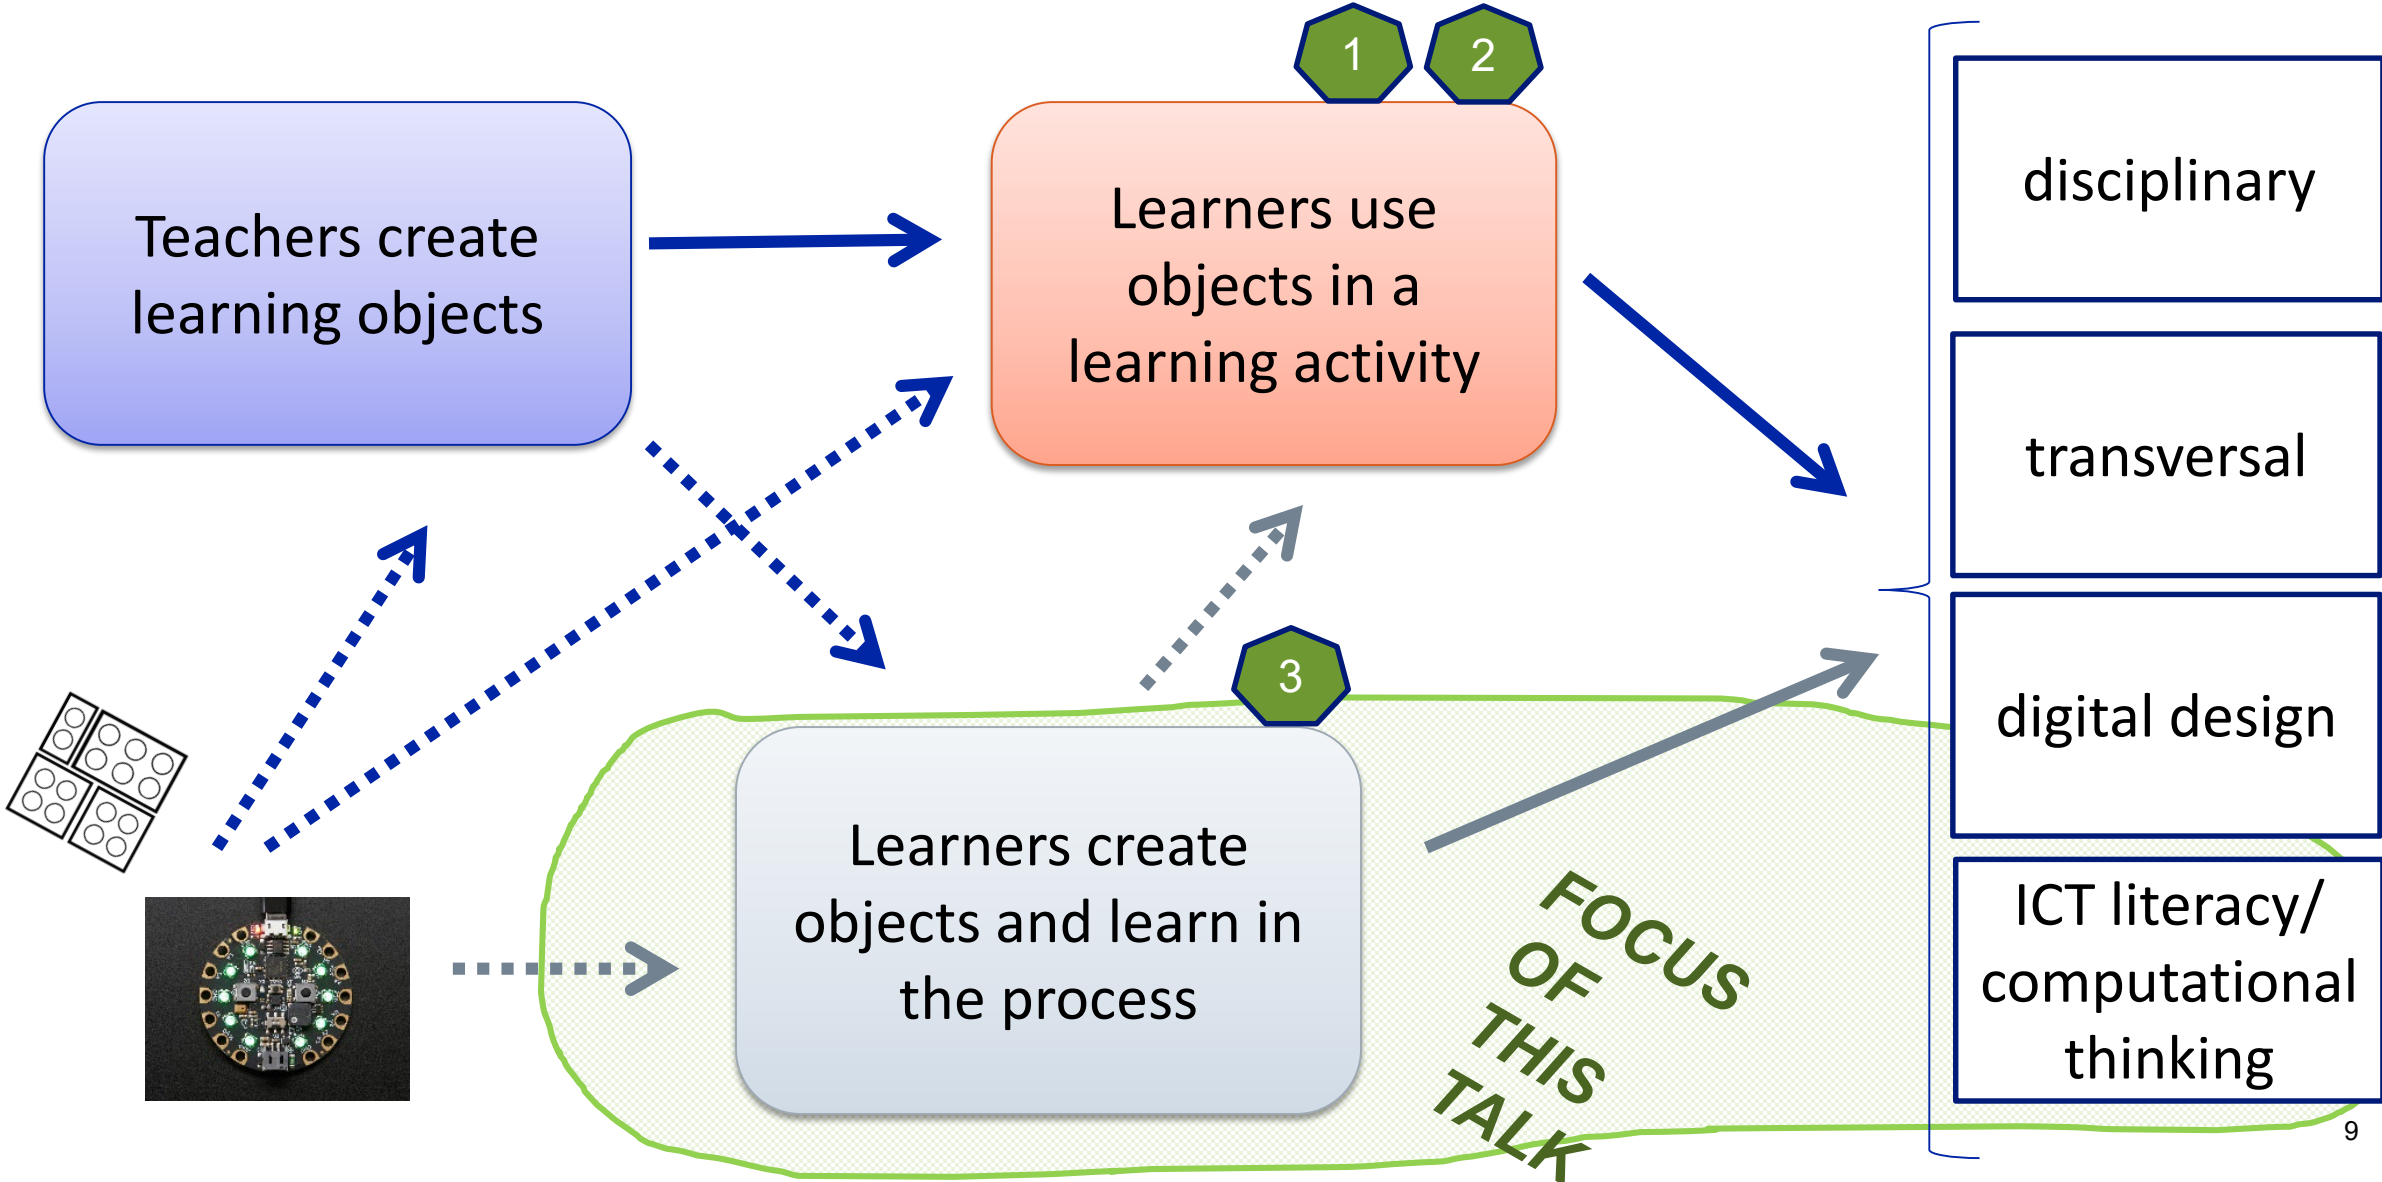 1
2
Teachers create
learning objects
Learners use
objects in a
learning activity
disciplinary
transversal
3
digital design
Learners create
objects and learn in
the process
FOCUS
OF
THIS
TALK
ICT literacy/
computational
thinking
9